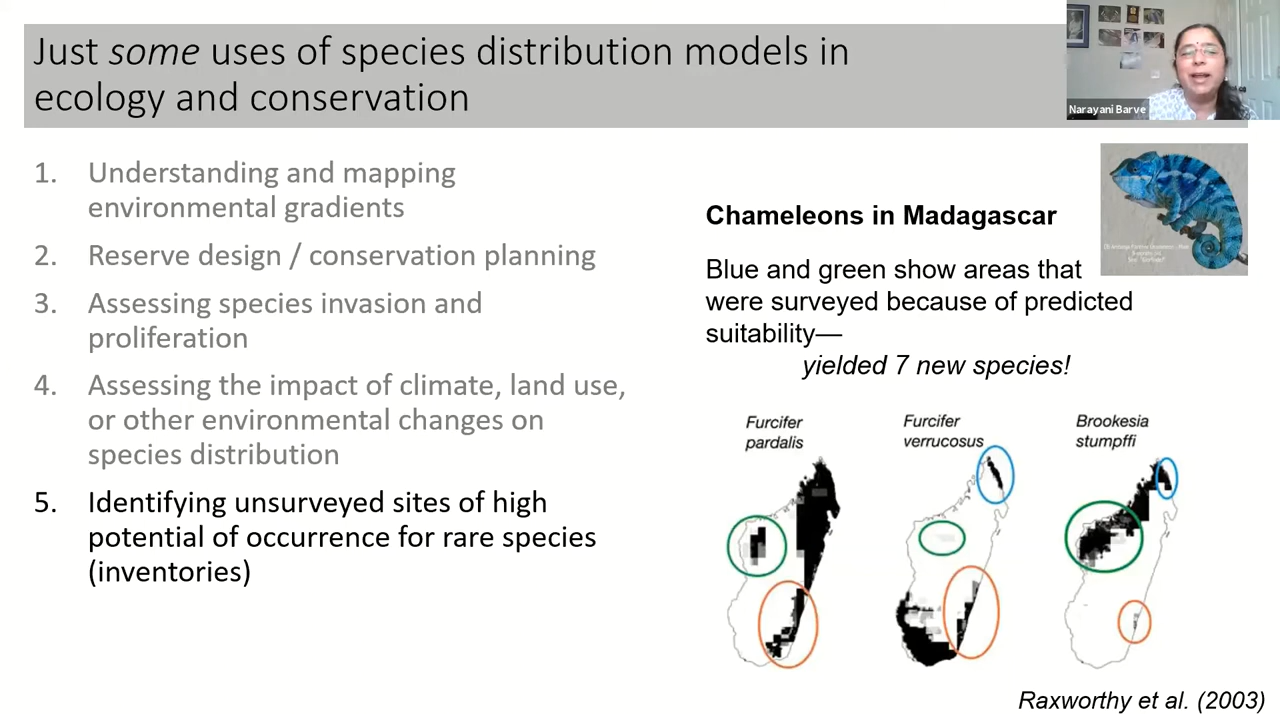 Just some uses of species distribution models in
ecology and conservation
Narayani Barve
1. Understanding and mapping
environmental gradients
2. Reserve design / conservation planning
3. Assessing species invasion and
proliferation
4. Assessing the impact of climate, land use,
or other environmental changes on
species distribution
5. Identifying unsurveyed sites of high
potential of occurrence for rare species
(inventories)
Chameleons in Madagascar
Blue and green show areas that
were surveyed because of predicted
suitability—
yielded 7 new species!
Furcifer
pardalis
Furcifer
verrucosus
Brookesia
stumpffi
Raxworthy et al. (2003)